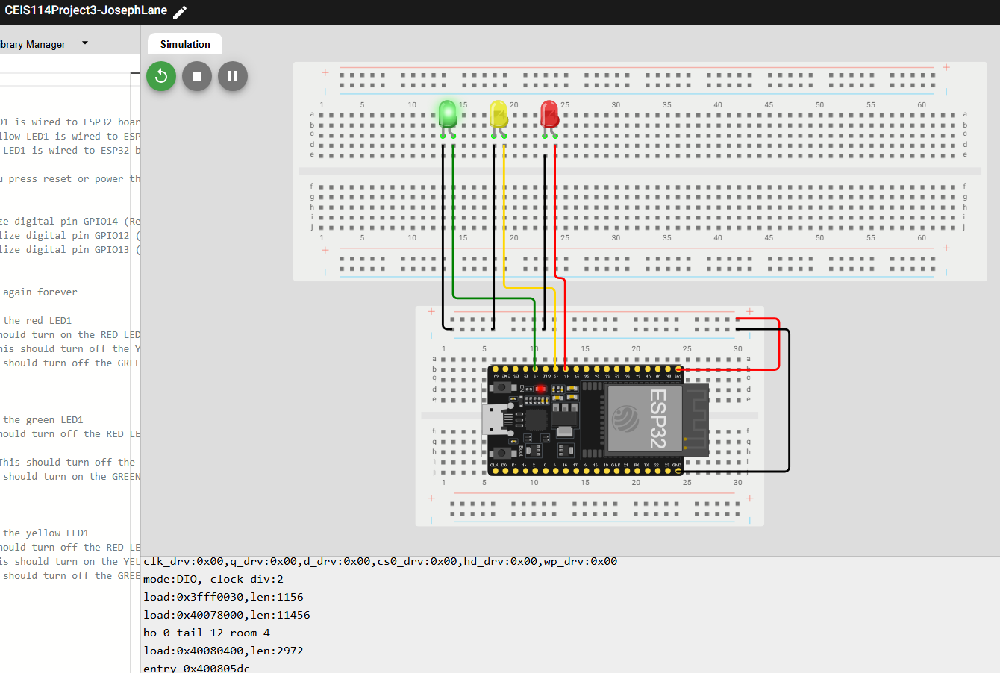 CEIS114Project3-JosephLane
ibrary Manager
Simulation
D1 is wired to ESP32 boar
llow LED1 is wired to ESP
LED1 is wired to ESP32 b
u press reset or power th
ze digital pin GPIO14 (Re
lize digital pin GPIO12 (
lize digital pin GPIO13 (
again forever
the red LED1
hould turn on the RED LED
his should turn off the Y
should turn off the GREE
the green LED1
hould turn off the RED LE
This should turn off the
should turn on the GREEN
the yellow LED1
hould turn off the RED LE
is should turn on the YEL
should turn off the GREE
1 5 15 20 25 30 35 40 45 50 55 60
a a
b b
c c
d d
e e
f f
g g
h h
i i
j j
1 5 10 15 20 25 30 35 40 45 50 55 60
1 5 10 15 20 25 30
a a
b b
c c
d d
e e
EN
ESP32
f f
g g
h h
i i
j j
Boot
1 5 10 15 20 25 30
clk_drv:0x00,q_drv:0x00,d_drv:0x00,cs0_drv:0x00,hd_drv:0x00,wp_drv:0x00
mode:DIO, clock div:2
load:0x3fff0030,len:1156
load:0x40078000,len:11456
ho 0 tail 12 room 4
load:0x40080400,len:2972
entry 0x400805dc